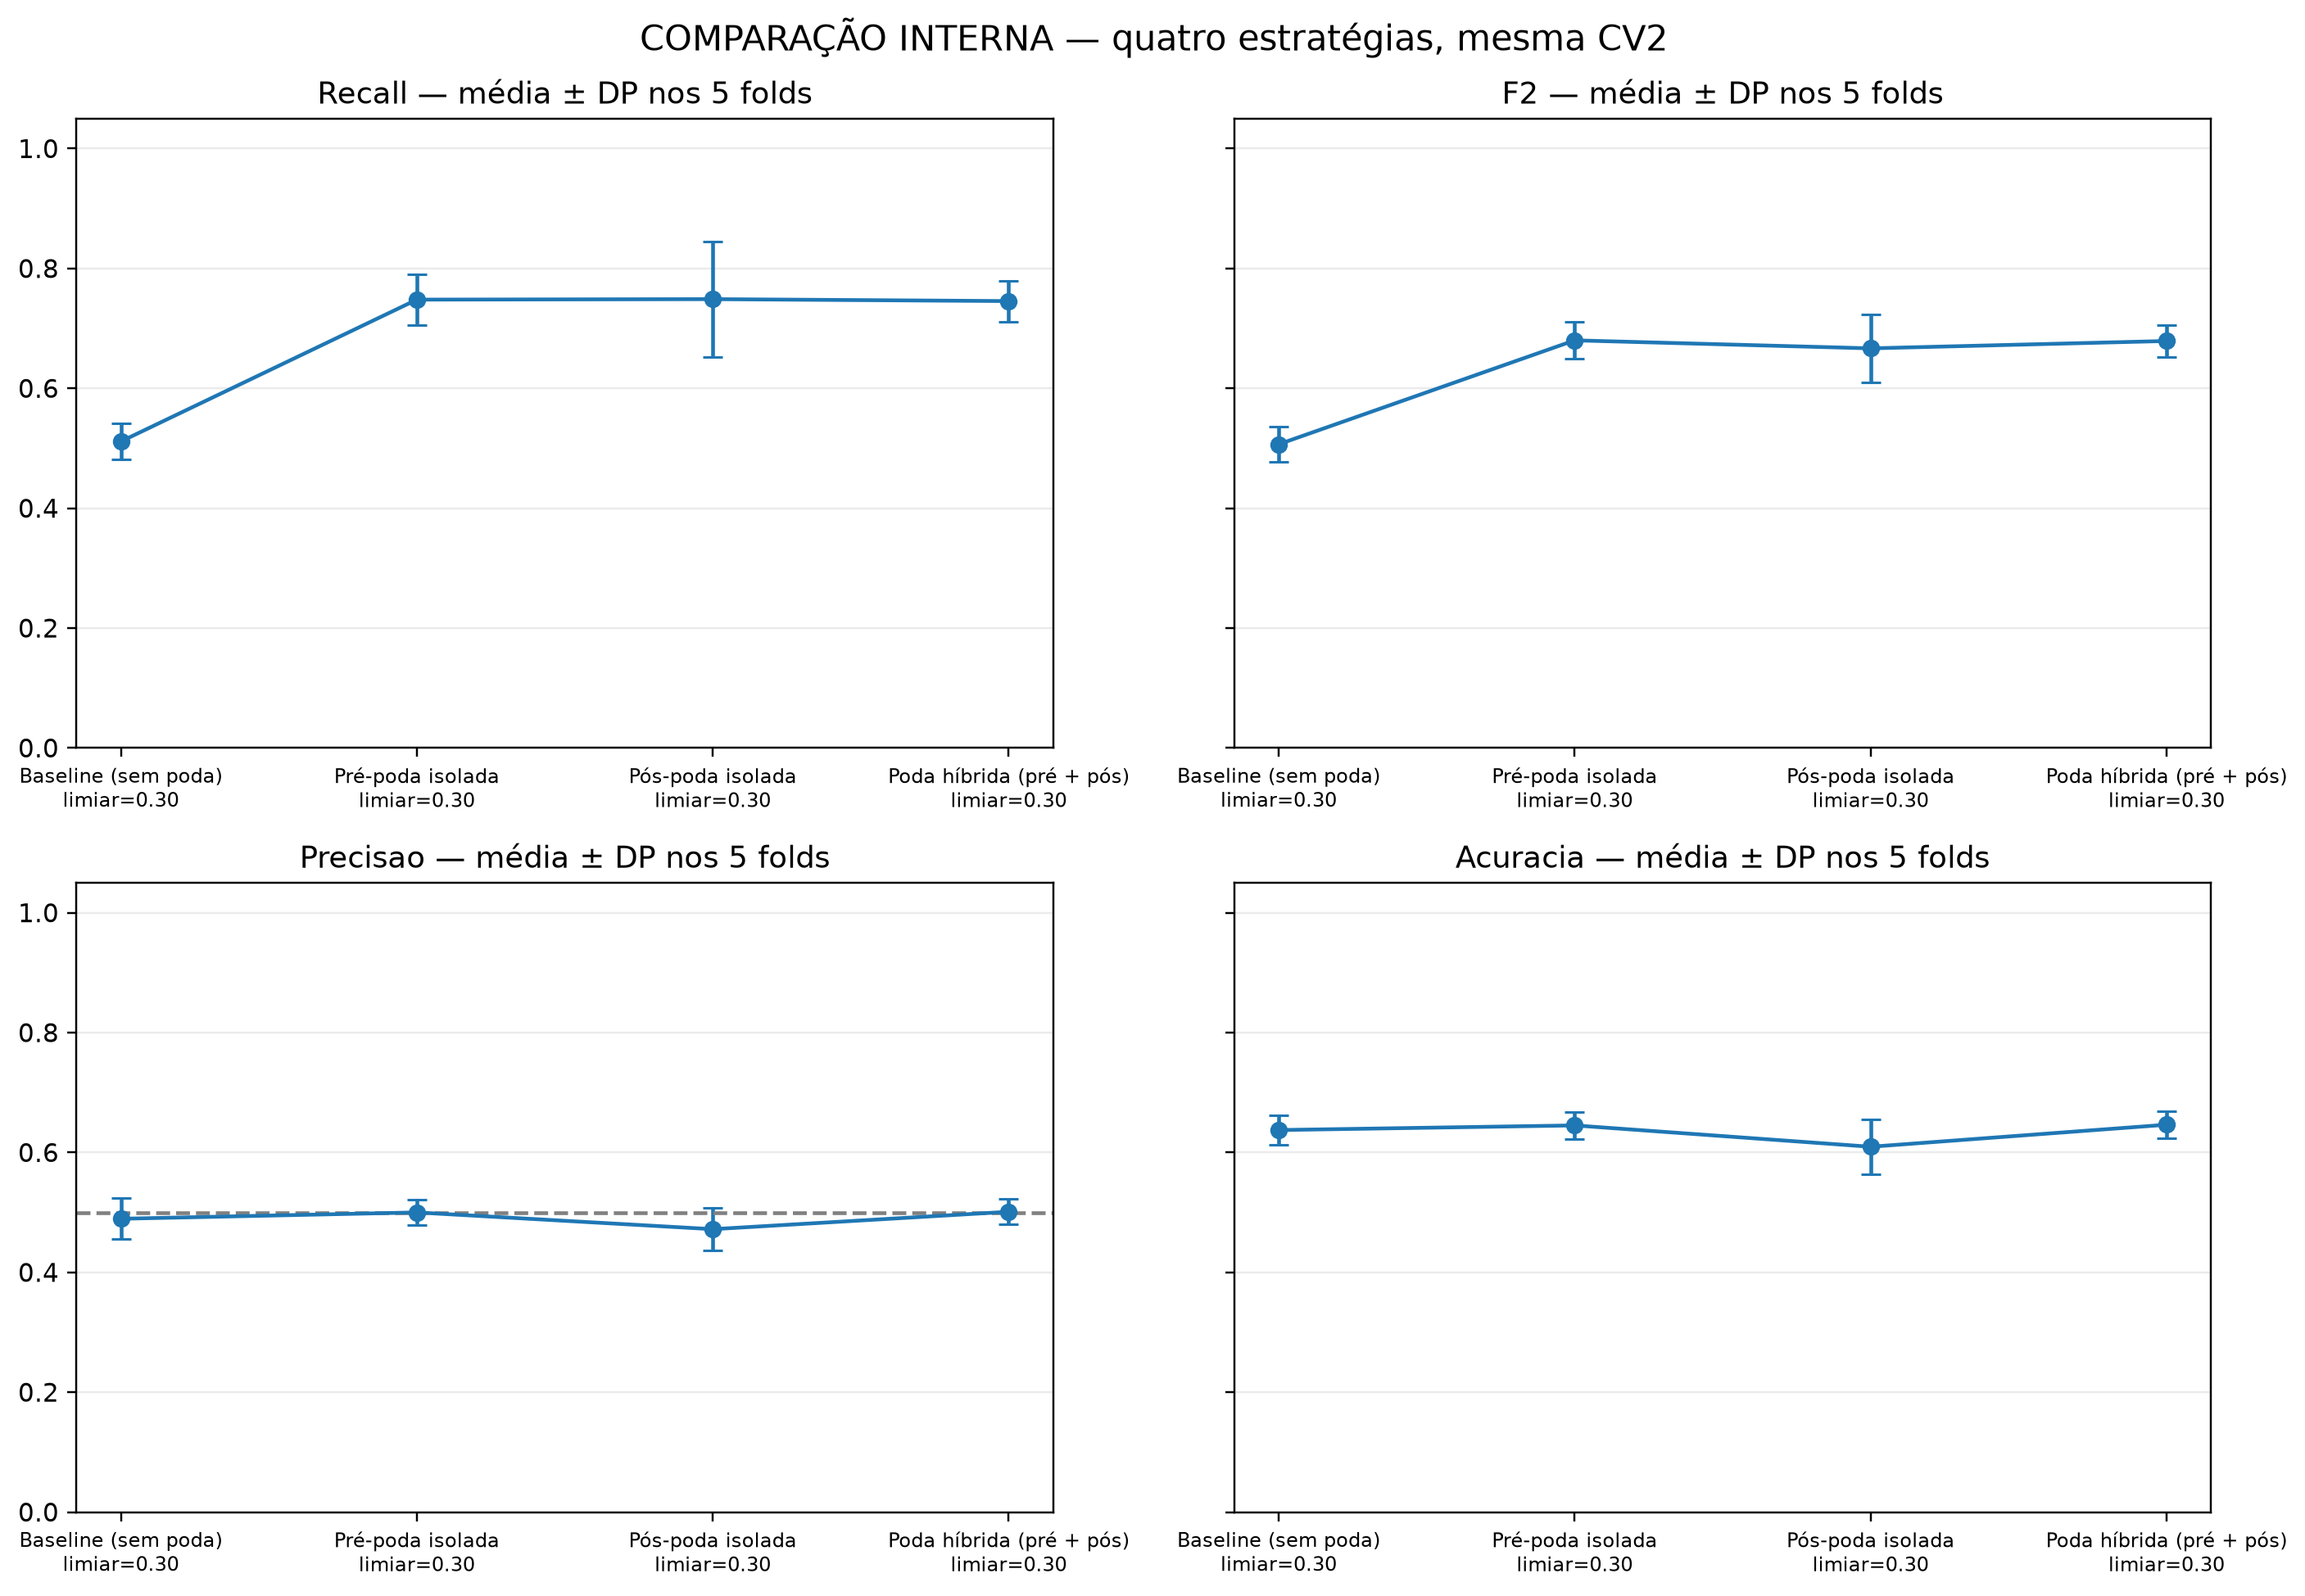 COMPARAÇÃO INTERNA — quatro estratégias, mesma CV2
Recall — média ± DP nos 5 folds
1.0
0.8
0.6
0.4
0.2
0.0
Baseline (sem poda)
limiar=0.30
Pré-poda isolada
limiar=0.30
Pós-poda isolada
limiar=0.30
Poda híbrida (pré + pós)
limiar=0.30
F2 — média ± DP nos 5 folds
Baseline (sem poda)
limiar=0.30
Pré-poda isolada
limiar=0.30
Pós-poda isolada
limiar=0.30
Poda híbrida (pré + pós)
limiar=0.30
Precisao — média ± DP nos 5 folds
1.0
0.8
0.6
0.4
0.2
0.0
Baseline (sem poda)
limiar=0.30
Pré-poda isolada
limiar=0.30
Pós-poda isolada
limiar=0.30
Poda híbrida (pré + pós)
limiar=0.30
Acuracia — média ± DP nos 5 folds
Baseline (sem poda)
limiar=0.30
Pré-poda isolada
limiar=0.30
Pós-poda isolada
limiar=0.30
Poda híbrida (pré + pós)
limiar=0.30